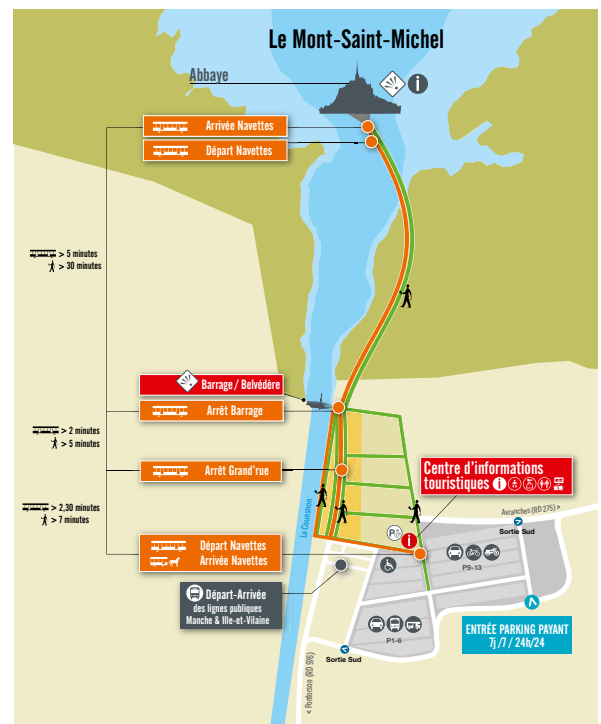 Le Mont-Saint-Michel
Abbaye
i
Arrivée Navettes
Départ Navettes
> 5 minutes
> 30 minutes
Barrage / Belvédère
Arrêt Barrage
> 2 minutes
> 5 minutes
Arrêt Grand'rue
Centre d'informations
touristiques i
Le Couesnon
Avranches (RD 275) >
Sortie Sud
> 2,30 minutes
> 7 minutes
P
i
Départ Navettes
Arrivée Navettes
P9-13
Départ-Arrivée
des lignes publiques
Manche & Ille-et-Vilaine
ENTRÉE PARKING PAYANT
7j /7 / 24h/24
P1-6
Sortie Sud
< Pontorson (RD 976)